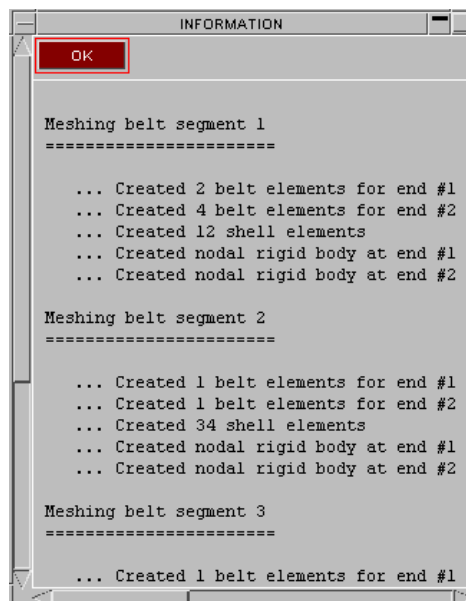 INFORMATION
OK
Meshing belt segment 1
=======================
... Created 2 belt elements for end #1
... Created 4 belt elements for end #2
... Created 12 shell elements
... Created nodal rigid body at end #1
... Created nodal rigid body at end #2
Meshing belt segment 2
=======================
... Created 1 belt elements for end #1
... Created 1 belt elements for end #2
... Created 34 shell elements
... Created nodal rigid body at end #1
... Created nodal rigid body at end #2
Meshing belt segment 3
=======================
... Created 1 belt elements for end #1